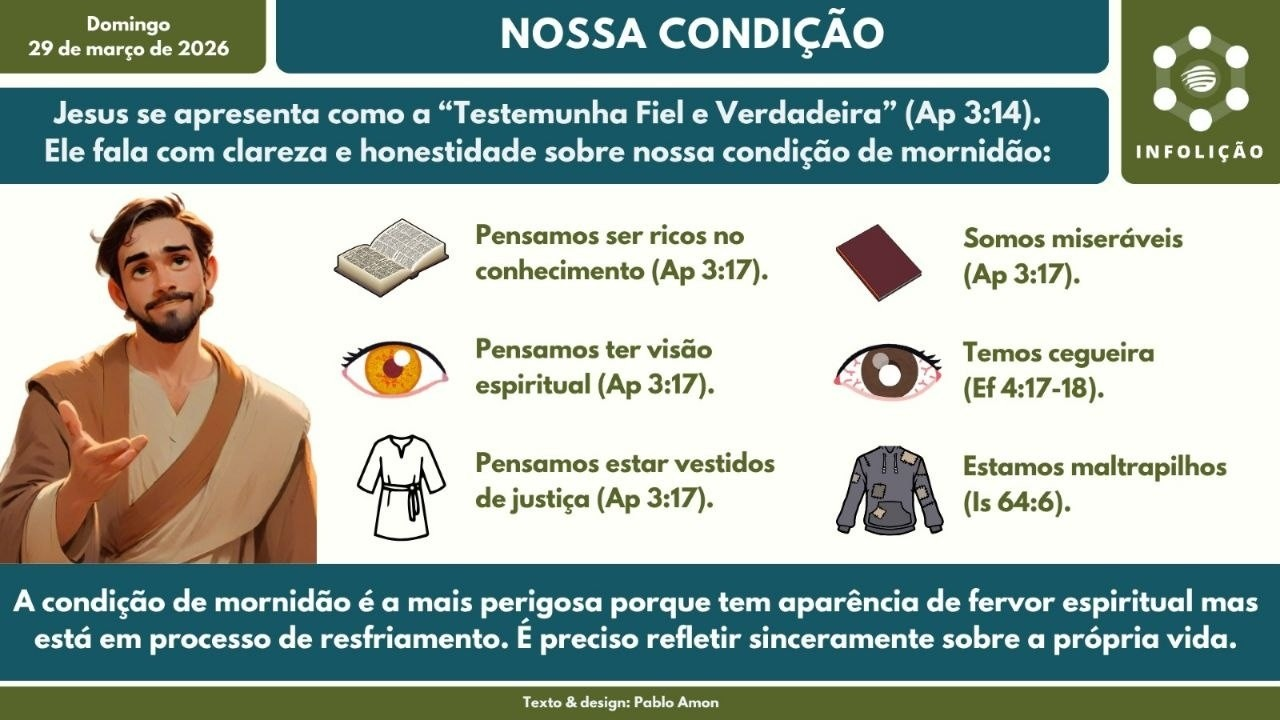 Domingo
29 de março de 2026
NOSSA CONDIÇÃO
INFOLIÇÃO
Jesus se apresenta como a “Testemunha Fiel e Verdadeira” (Ap 3:14).
Ele fala com clareza e honestidade sobre nossa condição de mornidão:
Pensamos ser ricos no
conhecimento (Ap 3:17).
Somos miseráveis
(Ap 3:17).
Pensamos ter visão
espiritual (Ap 3:17).
Temos cegueira
(Ef 4:17-18).
Pensamos estar vestidos
de justiça (Ap 3:17).
Estamos maltrapilhos
(Is 64:6).
A condição de mornidão é a mais perigosa porque tem aparência de fervor espiritual mas
está em processo de resfriamento. É preciso refletir sinceramente sobre a própria vida.
Texto & design: Pablo Amon